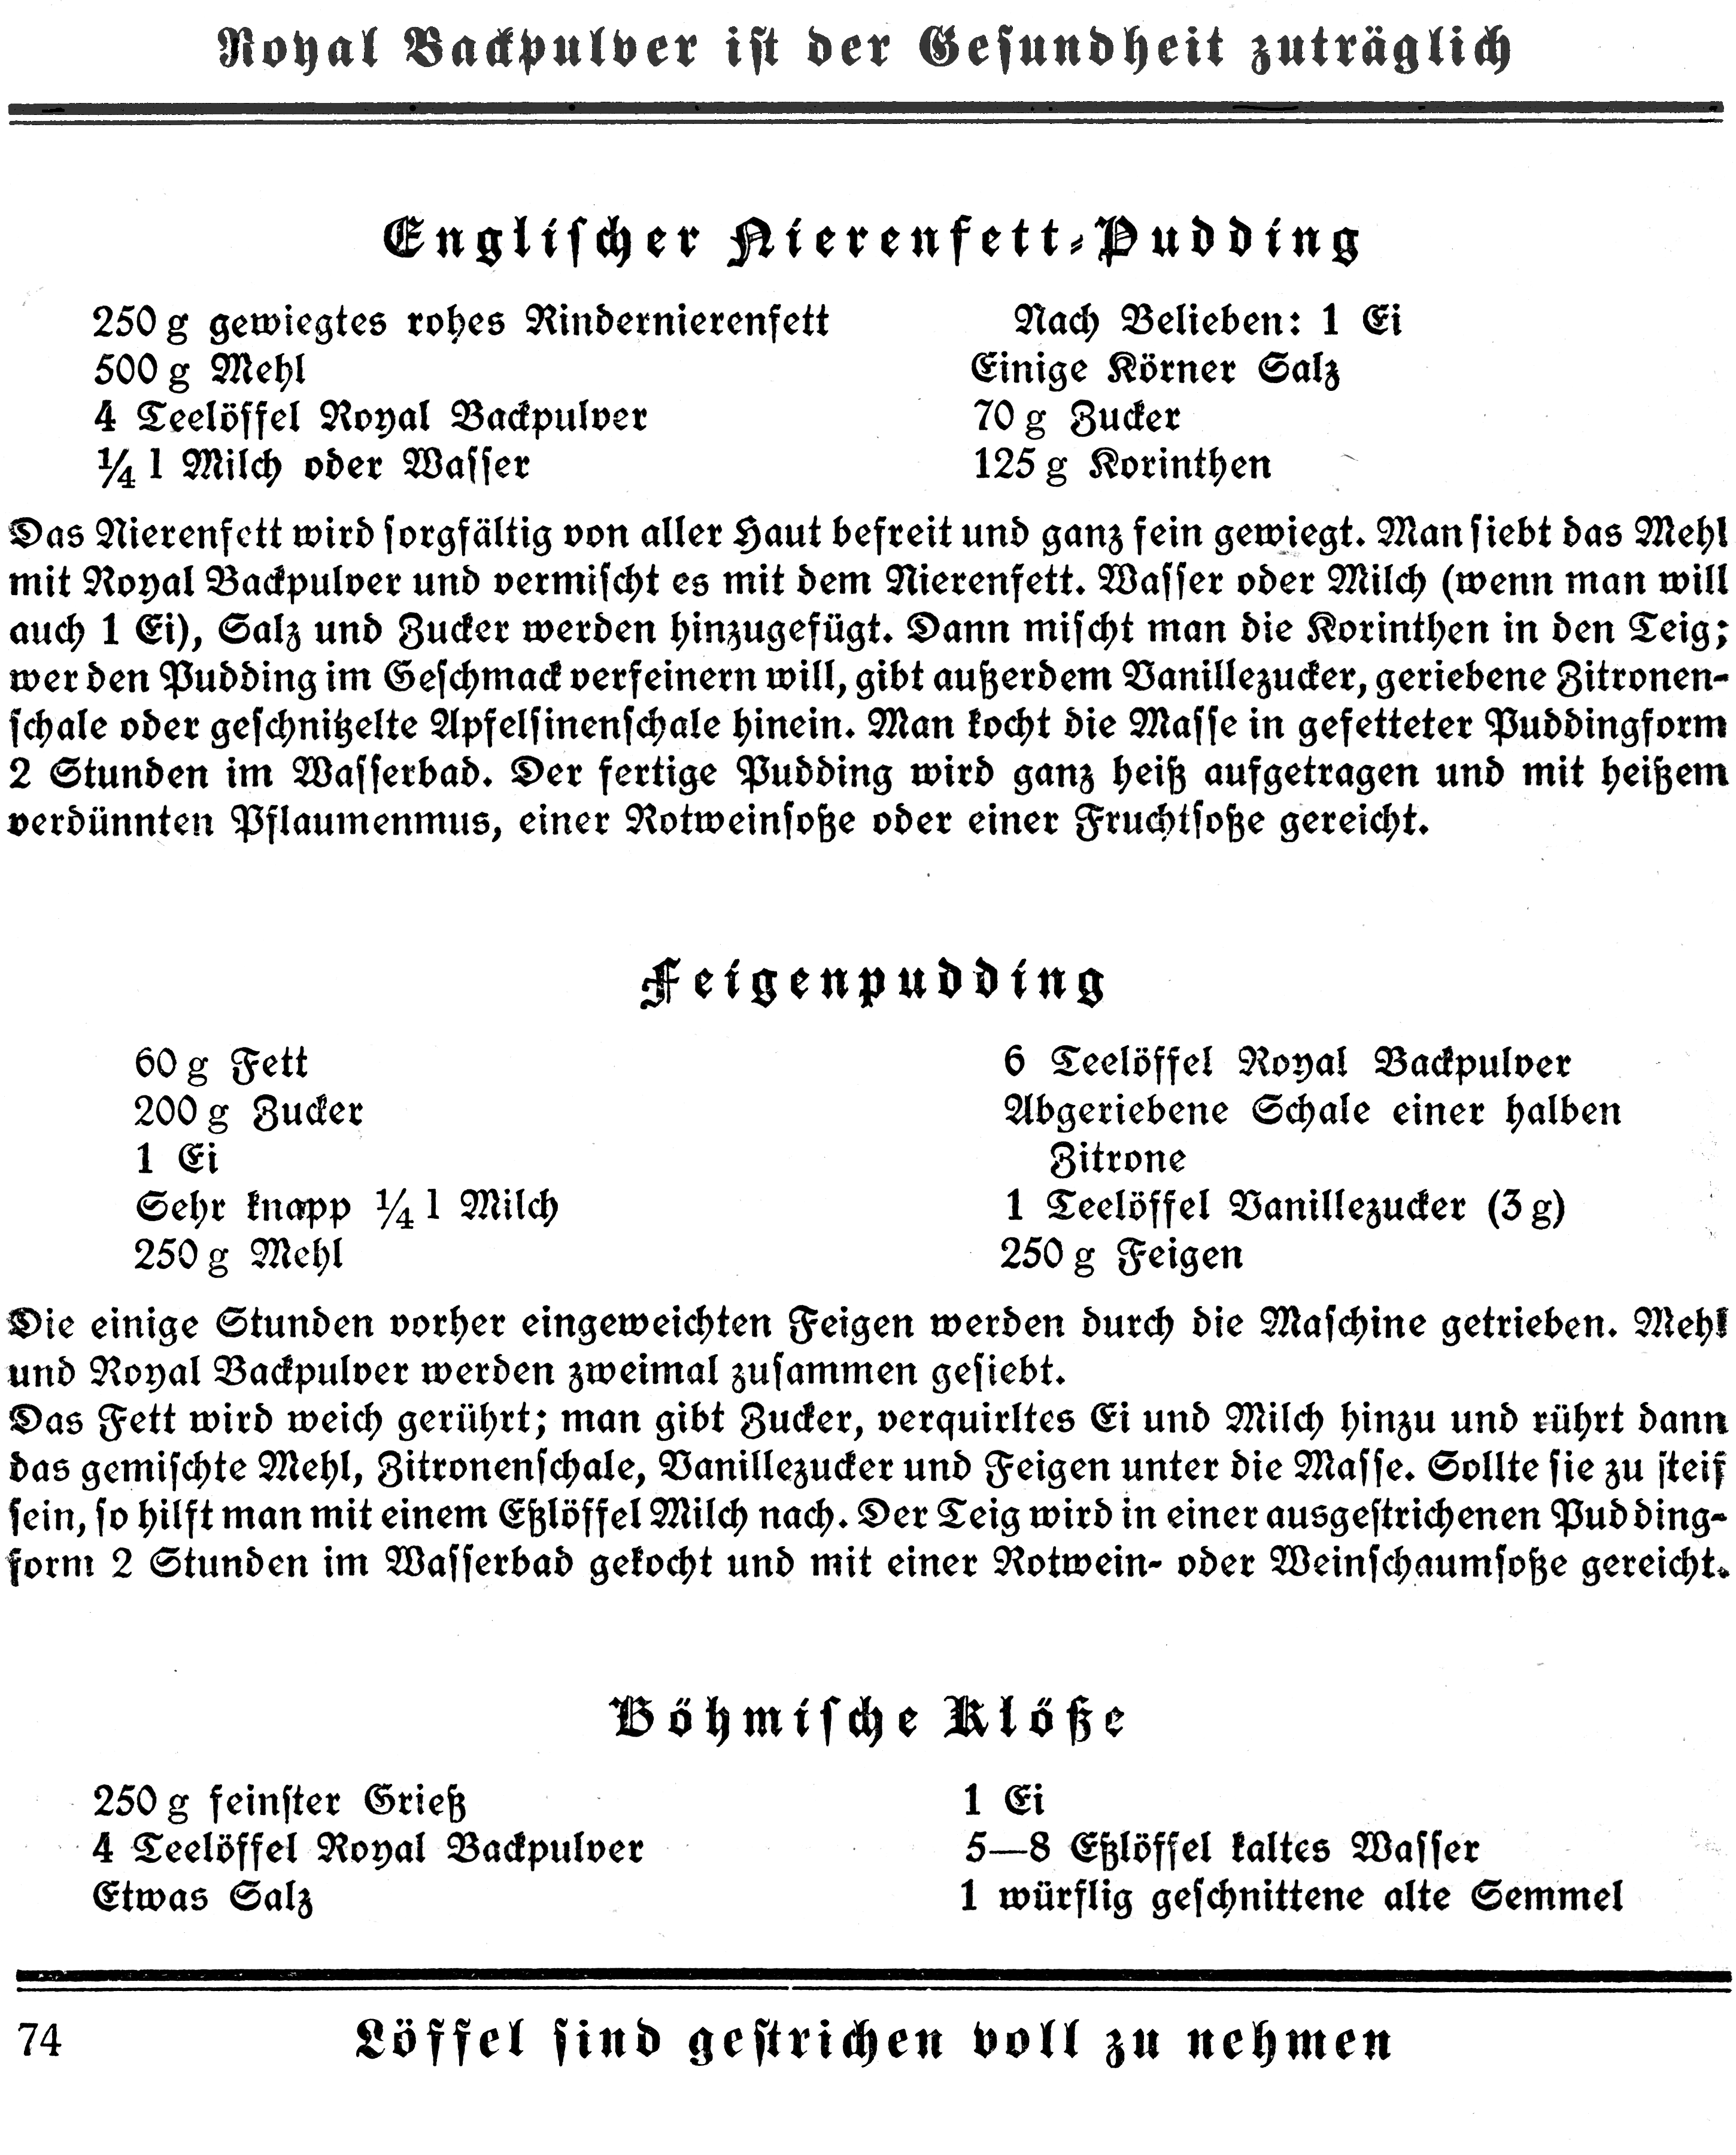 Royal Backpulver ist der Gesundheit zuträglich
Englischer Nierenfett-Pudding
250 g gewiegtes rohes Rindernierenfett
500 g Mehl
4 Teelöffel Royal Backpulver
¼ l Milch oder Wasser
Nach Belieben: 1 Ei
Einige Körner Salz
70 g Zucker
125 g Korinthen
Das Nierenfett wird sorgfältig von aller Haut befreit und ganz fein gewiegt. Man siebt das Mehl
mit Royal Backpulver und vermischt es mit dem Nierenfett. Wasser oder Milch (wenn man will
auch 1 Ei), Salz und Zucker werden hinzugefügt. Dann mischt man die Korinthen in den Teig;
wer den Pudding im Geschmack verfeinern will, gibt außerdem Vanillezucker, geriebene Zitronen-
schale oder geschnitzelte Apfelsinenschale hinein. Man kocht die Masse in gefetteter Puddingform
2 Stunden im Wasserbad. Der fertige Pudding wird ganz heiß aufgetragen und mit heißem
verdünnten Pflaumenmus, einer Rotweinsoße oder einer Fruchtsoße gereicht.
Feigenpudding
60 g Fett
200 g Zucker
1 Ei
Sehr knapp ¼ l Milch
250 g Mehl
6 Teelöffel Royal Backpulver
Abgeriebene Schale einer halben
Zitrone
1 Teelöffel Vanillezucker (3 g)
250 g Feigen
Die einige Stunden vorher eingeweichten Feigen werden durch die Maschine getrieben. Mehl
und Royal Backpulver werden zweimal zusammen gesiebt.
Das Fett wird weich gerührt; man gibt Zucker, verquirltes Ei und Milch hinzu und rührt dann
das gemischte Mehl, Zitronenschale, Vanillezucker und Feigen unter die Masse. Sollte sie zu steif
sein, so hilft man mit einem Eßlöffel Milch nach. Der Teig wird in einer ausgestrichenen Pudding-
form 2 Stunden im Wasserbad gekocht und mit einer Rotwein- oder Weinschaumsoße gereicht.
Böhmische Klöße
250 g feinster Grieß
4 Teelöffel Royal Backpulver
Etwas Salz
1 Ei
5—8 Eßlöffel kaltes Wasser
1 würflig geschnittene alte Semmel
74
Löffel sind gestrichen voll zu nehmen